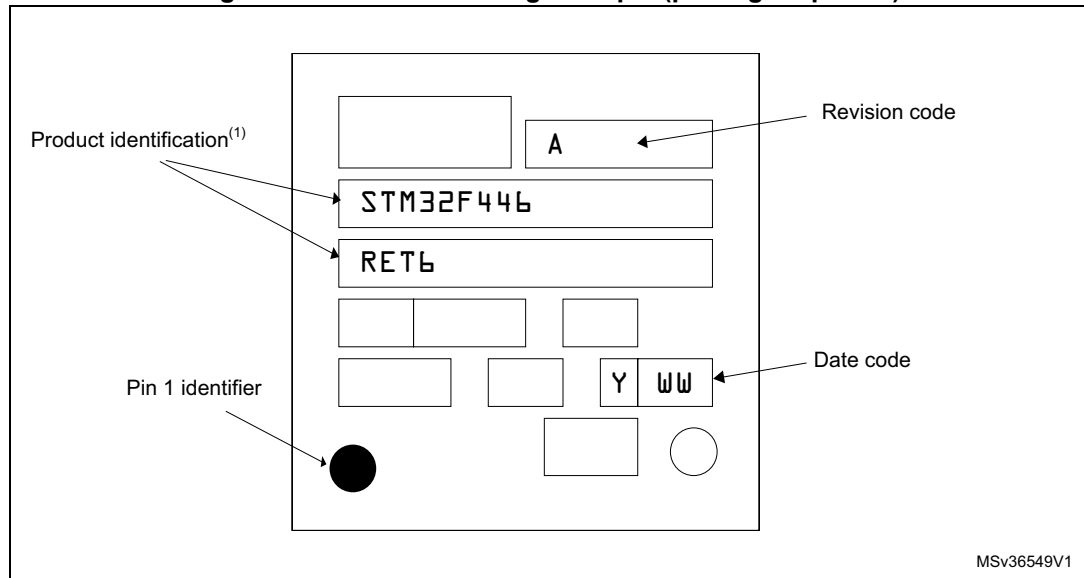 Revision code
Product identification(1)
A
STM32F446
RET6
Date code
Y WW
Pin 1 identifier
MSv36549V1